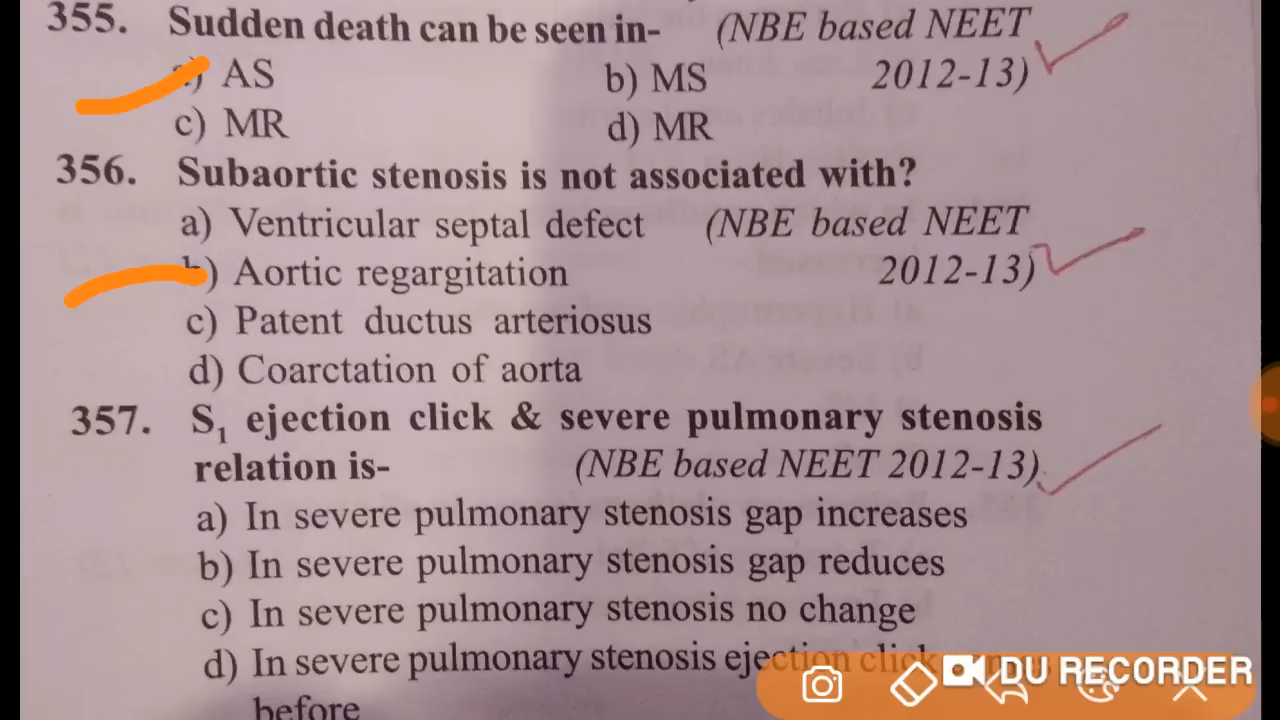 355. Sudden death can be seen in- (NBE based NEET
) AS b) MS 2012-13)
c) MR d) MR
356. Subaortic stenosis is not associated with?
a) Ventricular septal defect (NBE based NEET
) Aortic regargitation 2012-13)
c) Patent ductus arteriosus
d) Coarctation of aorta
357. S₁ ejection click & severe pulmonary stenosis
relation is- (NBE based NEET 2012-13)
a) In severe pulmonary stenosis gap increases
b) In severe pulmonary stenosis gap reduces
c) In severe pulmonary stenosis no change
d) In severe pulmonary stenosis ejection click
before
DU RECORDER